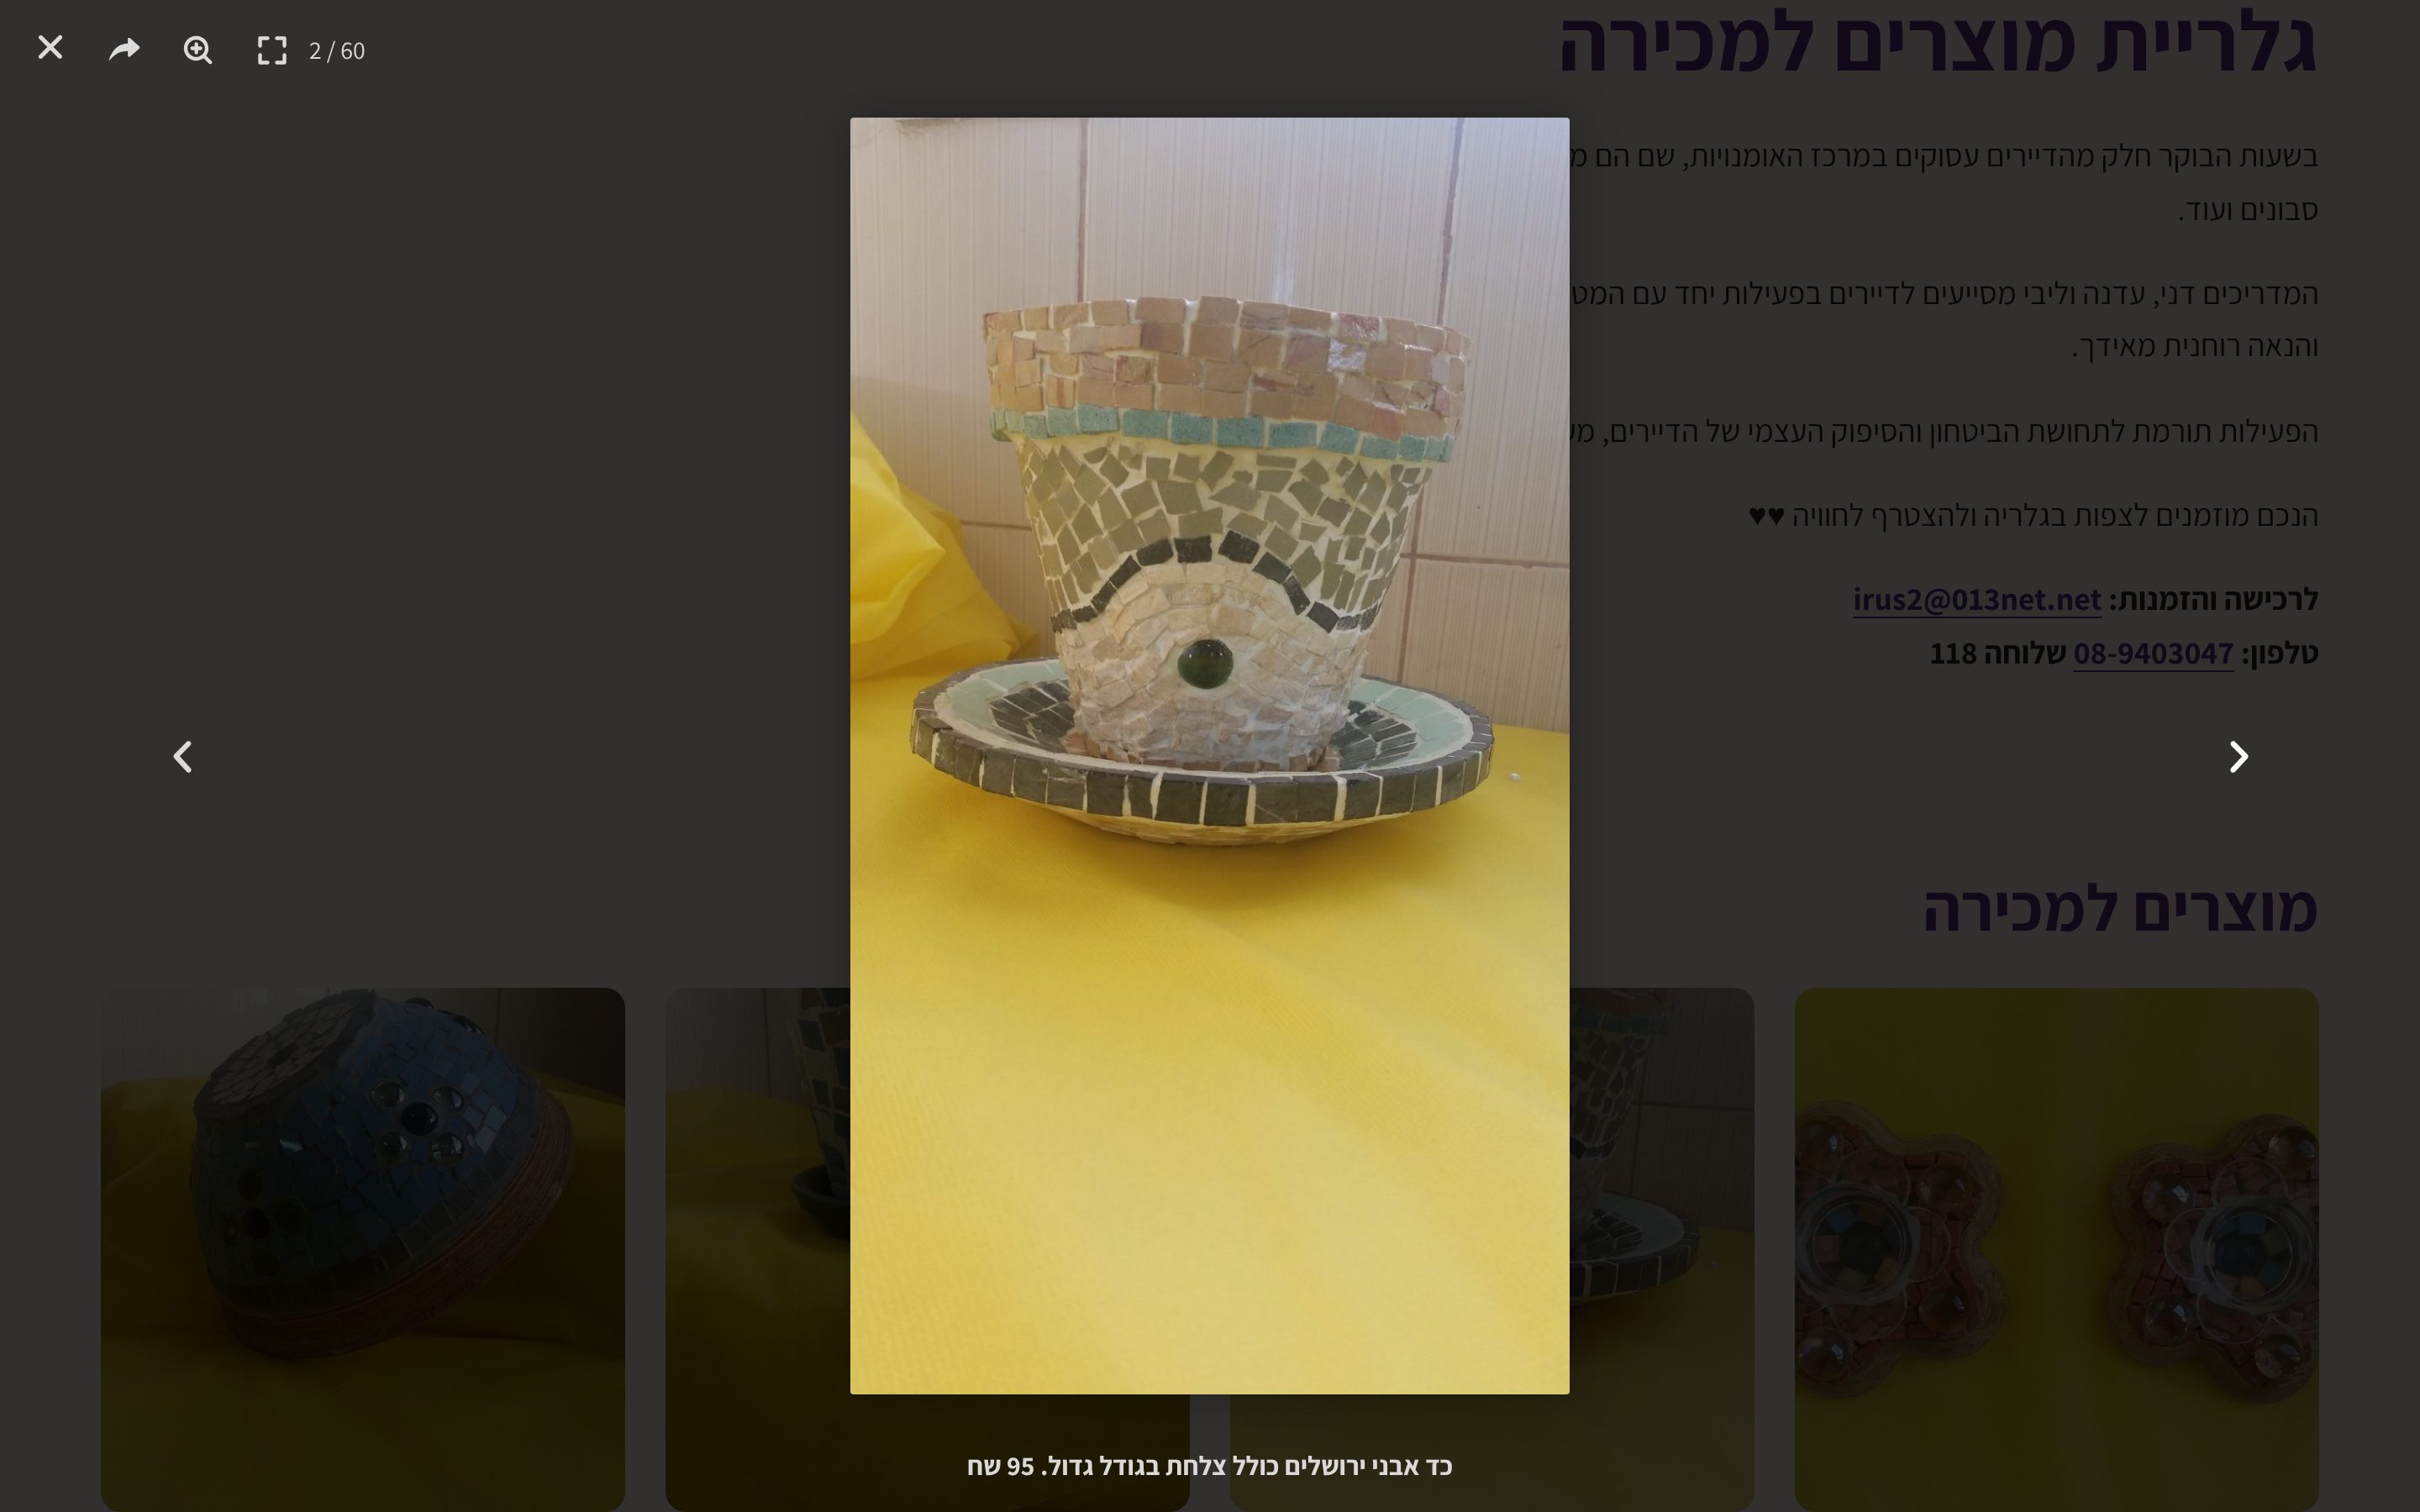 2 / 60
גלריית מוצרים למכירה
בשעות הבוקר חלק מהדיירים עסוקים במרכז האומנויות, שם הם
סבונים ועוד.
המדריכים דני, עדנה וליבי מסייעים לדיירים בפעילות יחד עם
והנאה רוחנית מאידך.
הפעילות תורמת לתחושת הביטחון והסיפוק העצמי של הדיירים,
הנכם מוזמנים לצפות בגלריה ולהצטרף לחוויה ♥♥
לרכישה והזמנות: irus2@013net.net
טלפון: 08-9403047 שלוחה 118
מוצרים למכירה
כד אבני ירושלים כולל צלחת בגודל גדול. 95 שח